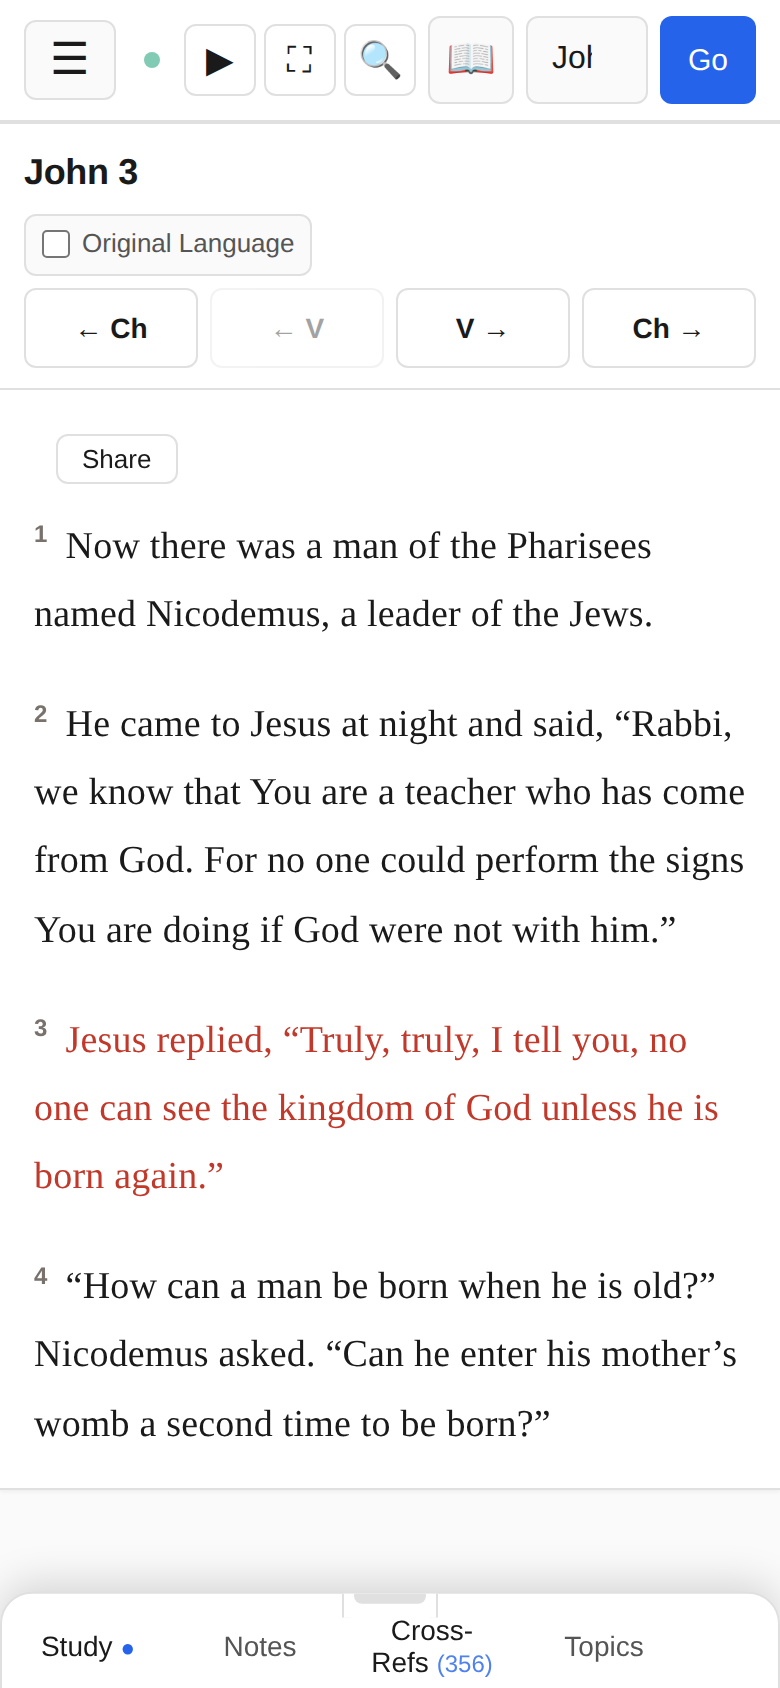 Go
John 3
Original Language
← Ch
← V
V →
Ch →
Share
1 Now there was a man of the Pharisees
named Nicodemus, a leader of the Jews.
2 He came to Jesus at night and said, “Rabbi,
we know that You are a teacher who has come
from God. For no one could perform the signs
You are doing if God were not with him.”
3 Jesus replied, “Truly, truly, I tell you, no
one can see the kingdom of God unless he is
born again.”
4 “How can a man be born when he is old?”
Nicodemus asked. “Can he enter his mother’s
womb a second time to be born?”
Study
Notes
Cross-
Refs (356)
Topics